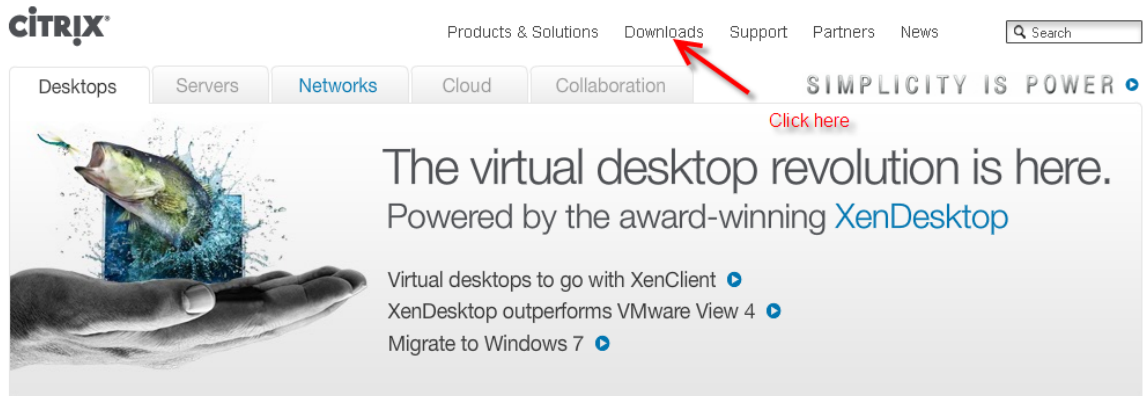 CİTRIX®
Products & Solutions Downloads Support Partners News Search
Desktops Servers Networks Cloud Collaboration SIMPLICITY IS POWER
Click here
The virtual desktop revolution is here.
Powered by the award-winning XenDesktop
Virtual desktops to go with XenClient
XenDesktop outperforms VMware View 4
Migrate to Windows 7